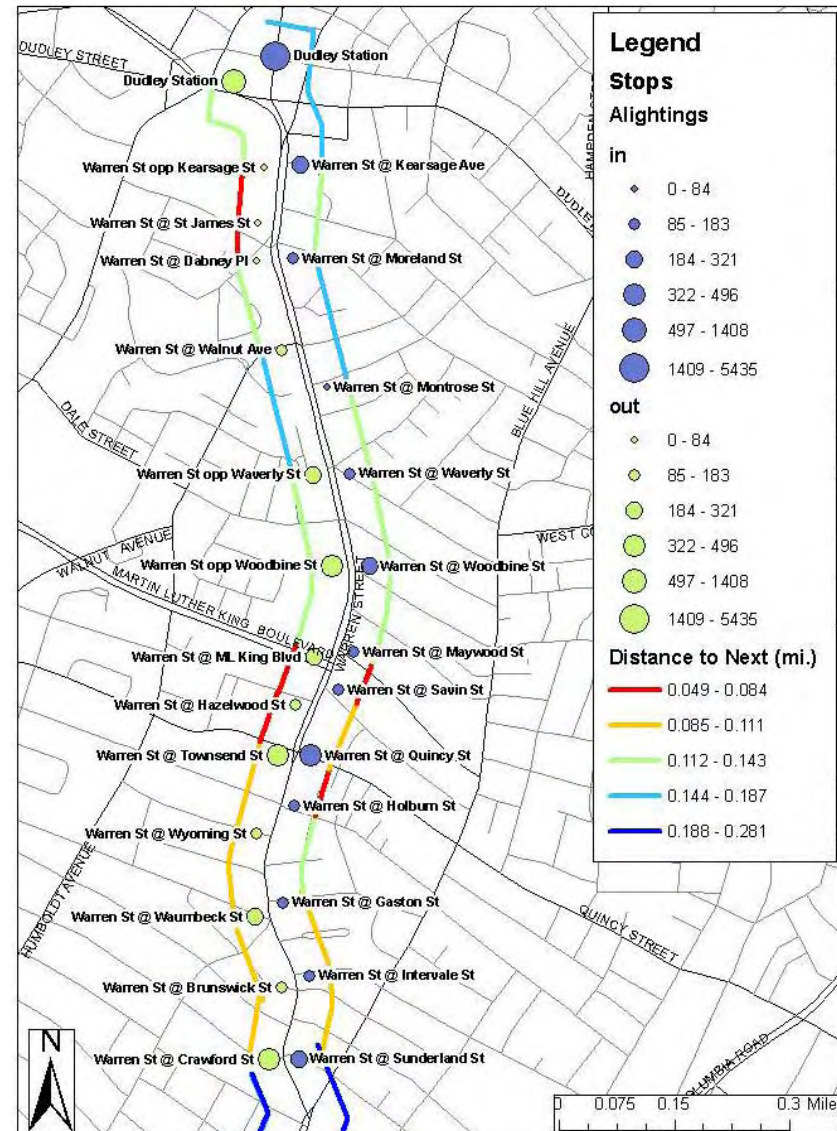 DUDLEY STREET
Dudley Station
Dudley Station
Warren St opp Kearsage St
Warren St @ Kearsage Ave
Warren St @ St James St
Warren St @ Dabney Pl
Warren St @ Moreland St
Warren St @ Walnut Ave
Warren St @ Montrose St
DALE STREET
BLUE HILL AVENUE
Warren St opp Waverly St
Warren St @ Waverly St
WALNUT AVENUE
MARTIN LUTHER KING BOULEVARD
WARREN STREET
Warren St opp Woodbine St
Warren St @ Woodbine St
Warren St @ ML King Blvd
Warren St @ Maywood St
Warren St @ Savin St
Warren St @ Hazelwood St
Warren St @ Townsend St
Warren St @ Quincy St
Warren St @ Holburn St
Warren St @ Wyoming St
HUMBOLDT AVENUE
Warren St @ Waumbeck St
Warren St @ Gaston St
QUINCY STREET
Warren St @ Intervale St
Warren St @ Brunswick St
Warren St @ Crawford St
Warren St @ Sunderland St
N
Legend
Stops
Alightings
in
0 - 84
85 - 183
184 - 321
322 - 496
497 - 1408
1409 - 5435
out
0 - 84
85 - 183
184 - 321
322 - 496
497 - 1408
1409 - 5435
Distance to Next (mi.)
0.049 - 0.084
0.085 - 0.111
0.112 - 0.143
0.144 - 0.187
0.188 - 0.281
WEST CO
OLUMBIA ROAD
0 0.075 0.15 0.3 Mile